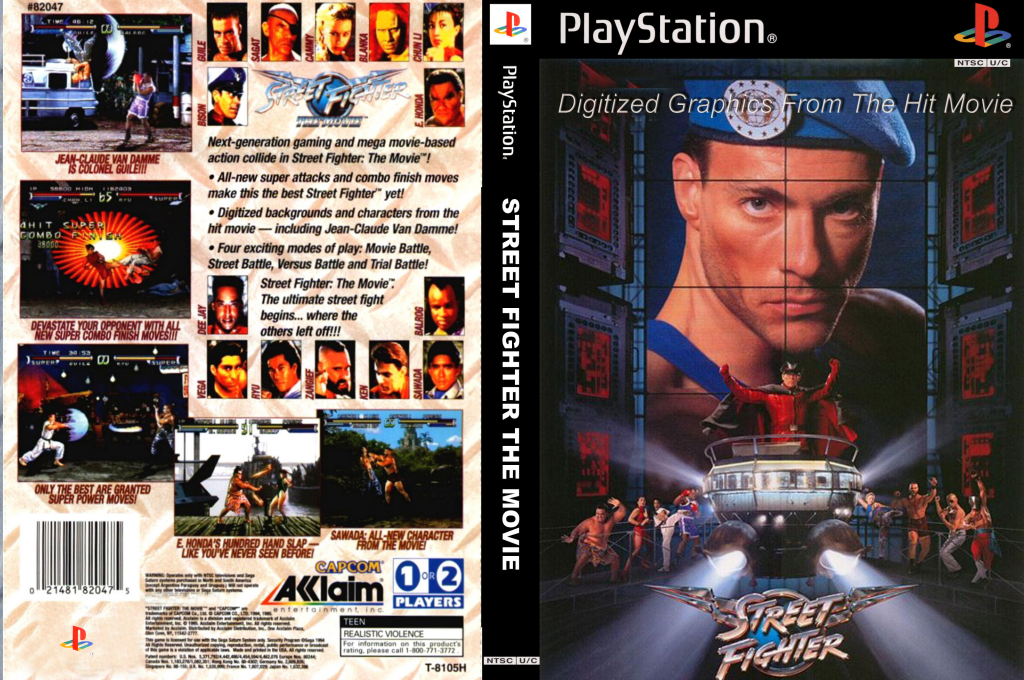 #82047
GUILE
SAGAT
CAMMY
BLANKA
CHUN LI
BISON
STREET FIGHTER
THE MOVIE™
E. HONDA
JEAN-CLAUDE VAN DAMME
IS COLONEL GUILE!!!
Next-generation gaming and mega movie-based
action collide in Street Fighter: The Movie™!
• All-new super attacks and combo finish moves
make this the best Street Fighter™ yet!
• Digitized backgrounds and characters from the
hit movie — including Jean-Claude Van Damme!
• Four exciting modes of play: Movie Battle,
Street Battle, Versus Battle and Trial Battle!
4HIT SUPER
COMBO FINISH
DEVASTATE YOUR OPPONENT WITH ALL
NEW SUPER COMBO FINISH MOVES!!!
DEE JAY
Street Fighter: The Movie™.
The ultimate street fight
begins... where the
others left off!!!
BALROG
VEGA
RYU
ZANGIEF
KEN
SAWADA
ONLY THE BEST ARE GRANTED
SUPER POWER MOVES!
E. HONDA'S HUNDRED HAND SLAP —
LIKE YOU'VE NEVER SEEN BEFORE!
SAWADA: ALL-NEW CHARACTER
FROM THE MOVIE!
0 21481 82047 5
CAPCOM®
AKklaim®
entertainment, inc.
1 OR 2
PLAYERS
TEEN
REALISTIC VIOLENCE
For information on this product's
rating, please call 1-800-771-3772.
T-8105H
PlayStation®
STREET FIGHTER THE MOVIE
NTSC U/C
PlayStation®
NTSC U/C
Digitized Graphics From The Hit Movie
STREET
FIGHTER